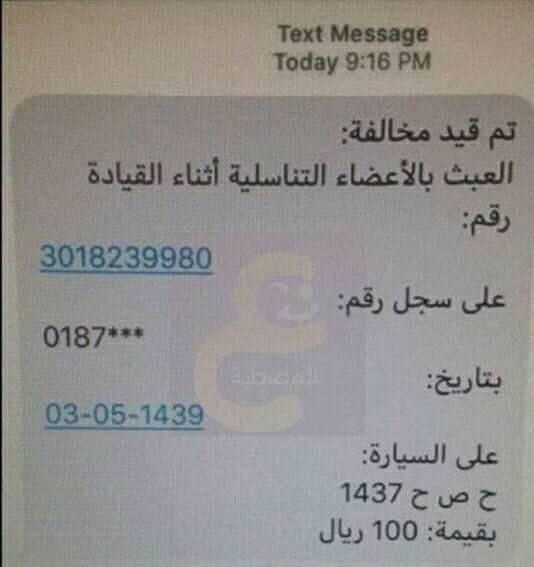 Text Message
Today 9:16 PM
تم قيد مخالفة:
العبث بالأعضاء التناسلية أثناء القيادة
رقم:
3018239980
على سجل رقم:
0187***
بتاريخ:
03-05-1439
على السيارة:
ح ص ح 1437
بقيمة: 100 ريال
المصطبة